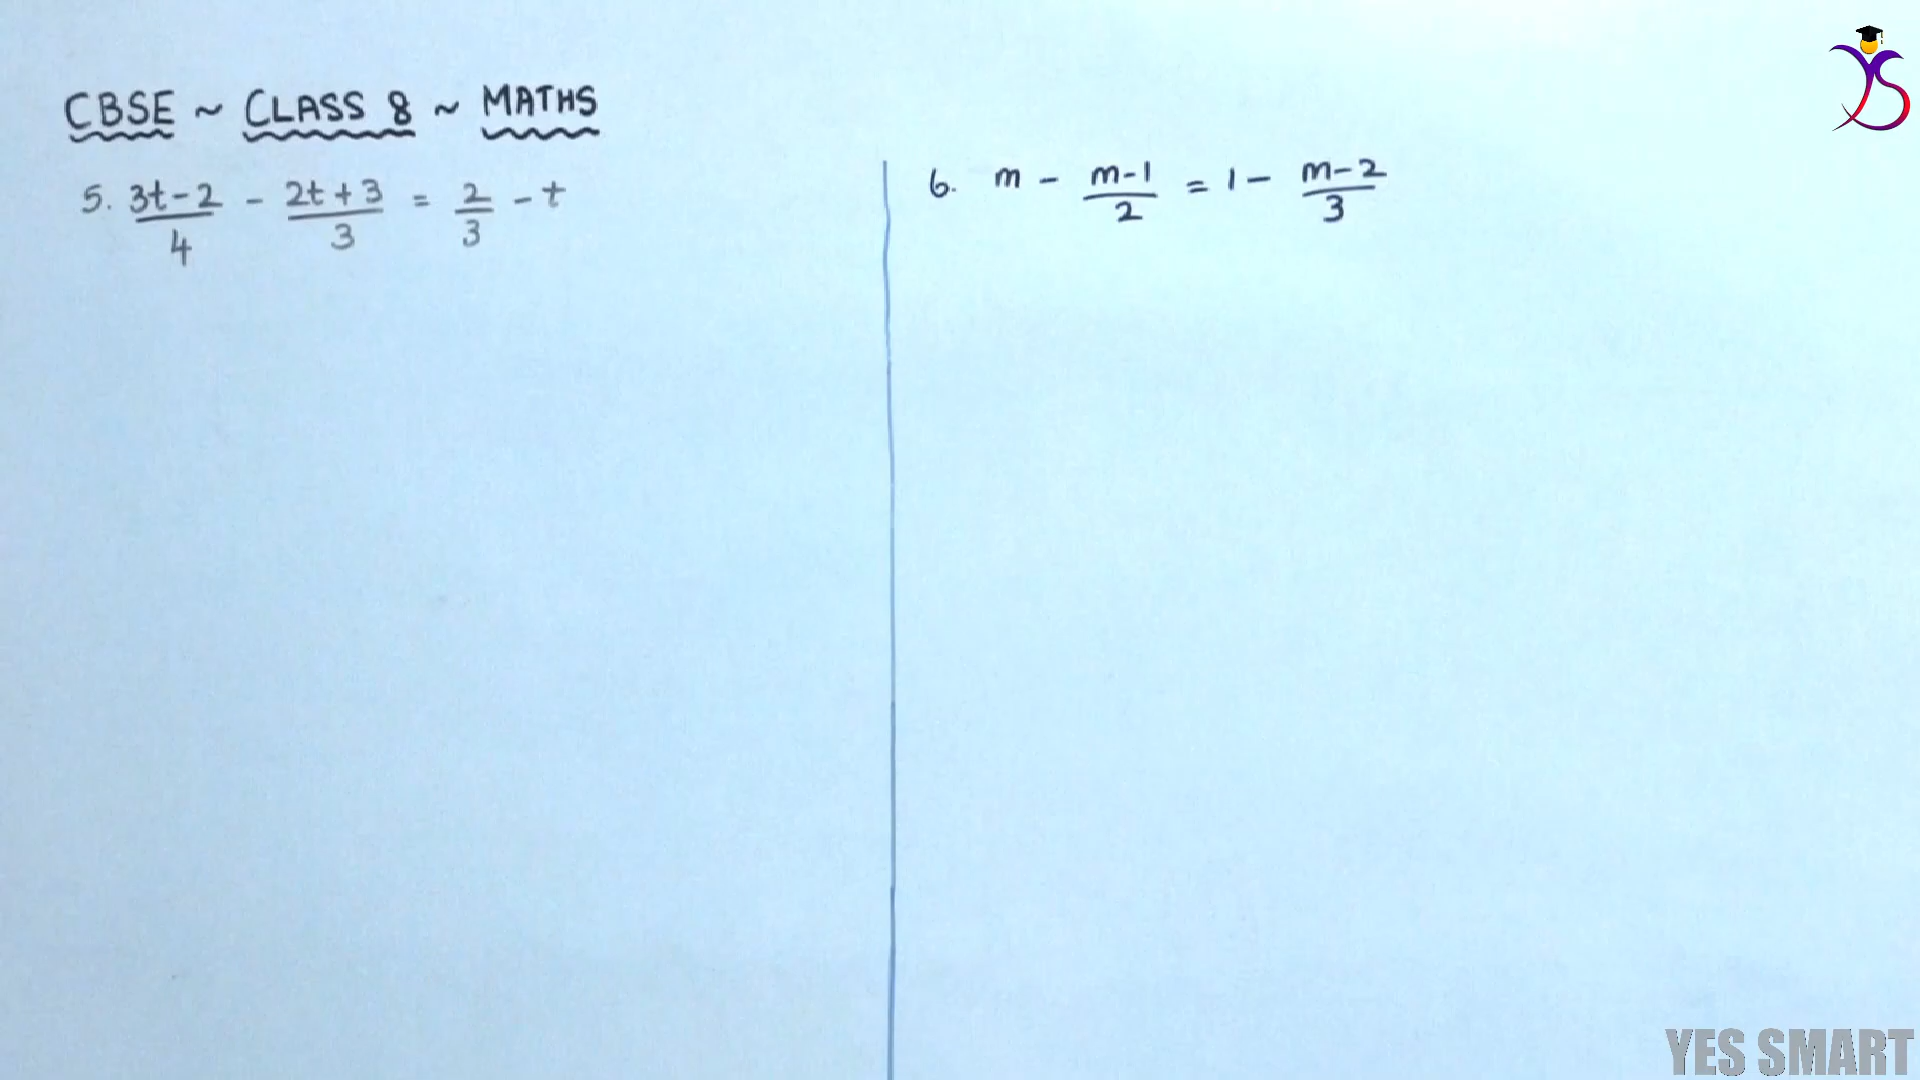 CBSE ~ CLASS 8 ~ MATHS
5. (3t-2)/4 - (2t+3)/3 = 2/3 - t
6. m - (m-1)/2 = 1 - (m-2)/3
YS
YES SMART